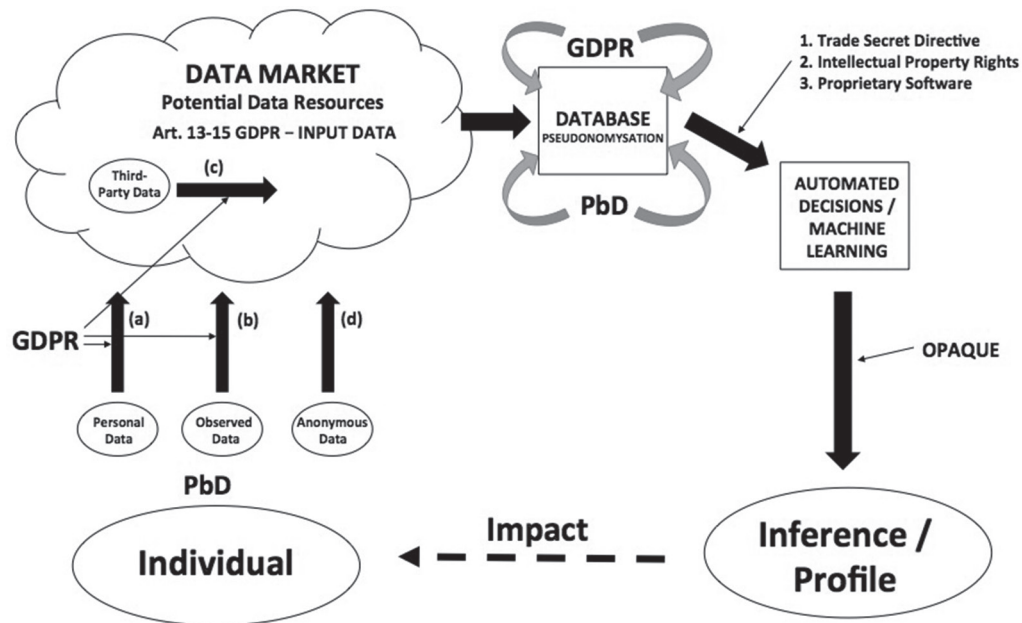 DATA MARKET
Potential Data Resources
Art. 13-15 GDPR – INPUT DATA
Third-
Party Data
(c)
GDPR
DATABASE
PSEUDONOMYSATION
PbD
1. Trade Secret Directive
2. Intellectual Property Rights
3. Proprietary Software
AUTOMATED
DECISIONS /
MACHINE
LEARNING
GDPR
(a)
(b)
(d)
OPAQUE
Personal
Data
Observed
Data
Anonymous
Data
PbD
Individual
Impact
Inference /
Profile